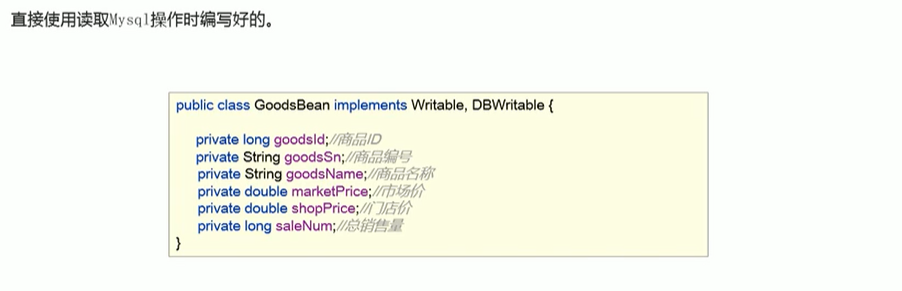 直接使用读取Mysql操作时编写好的。
public class GoodsBean implements Writable, DBWritable {
private long goodsId;//商品ID
private String goodsSn;//商品编号
private String goodsName;//商品名称
private double marketPrice;//市场价
private double shopPrice;//门店价
private long saleNum;//总销售量
}